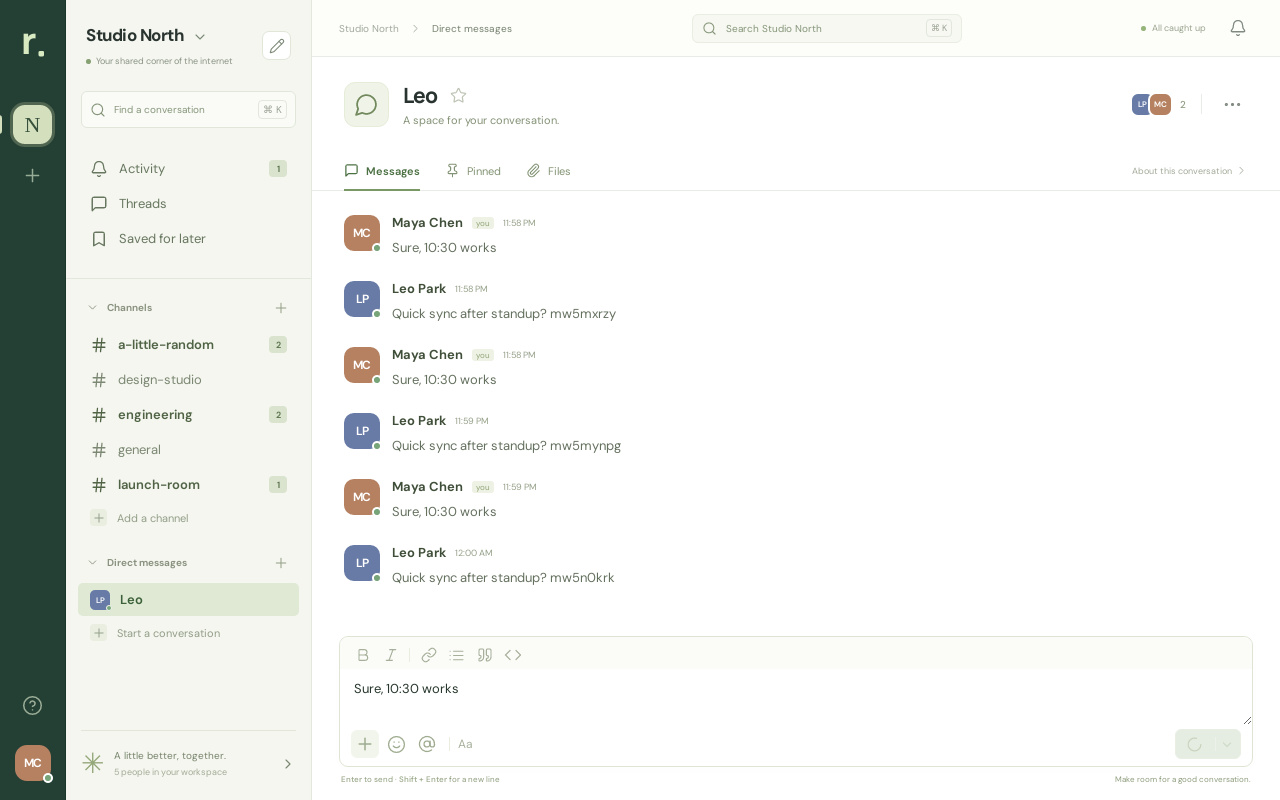 r.
N
MC
Studio North
Your shared corner of the internet
Find a conversation
⌘ K
Activity
1
Threads
Saved for later
Channels
a-little-random
2
design-studio
engineering
2
general
launch-room
1
Add a channel
Direct messages
LP
Leo
Start a conversation
A little better, together.
5 people in your workspace
Studio North
Direct messages
Search Studio North
⌘ K
All caught up
Leo
A space for your conversation.
LP
MC
2
Messages
Pinned
Files
About this conversation
MC
Maya Chen you 11:58 PM
Sure, 10:30 works
LP
Leo Park 11:58 PM
Quick sync after standup? mw5mxrzy
MC
Maya Chen you 11:58 PM
Sure, 10:30 works
LP
Leo Park 11:59 PM
Quick sync after standup? mw5mynpg
MC
Maya Chen you 11:59 PM
Sure, 10:30 works
LP
Leo Park 12:00 AM
Quick sync after standup? mw5n0krk
B I
Sure, 10:30 works
Aa
Enter to send · Shift + Enter for a new line
Make room for a good conversation.